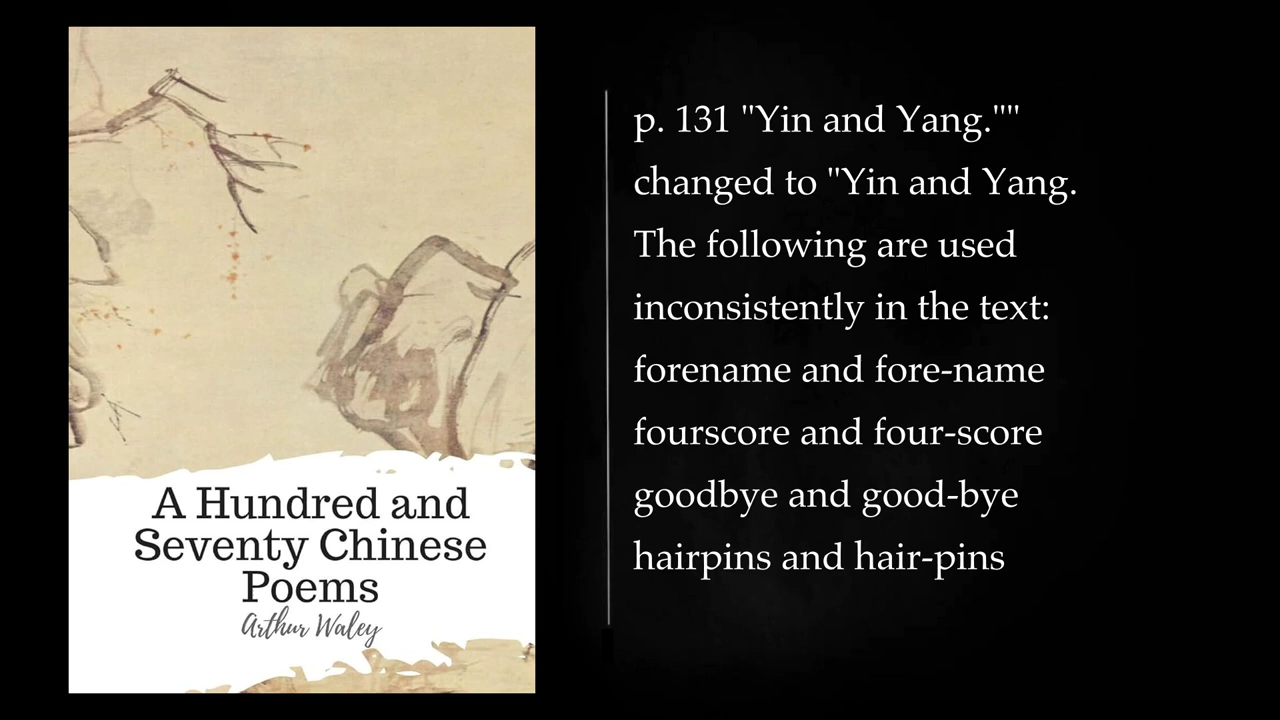 A Hundred and
Seventy Chinese
Poems
Arthur Waley
p. 131 "Yin and Yang.""
changed to "Yin and Yang.
The following are used
inconsistently in the text:
forename and fore-name
fourscore and four-score
goodbye and good-bye
hairpins and hair-pins